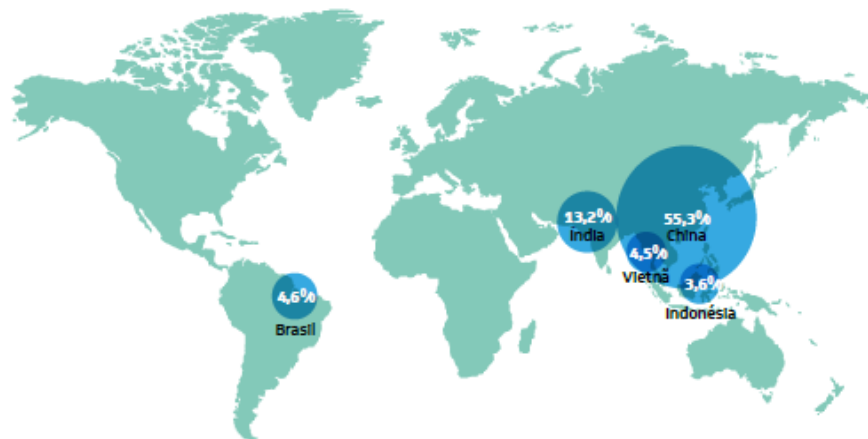 13,2%
Índia
55,3%
China
4,5%
Vietnã
3,6%
Indonésia
4,6%
Brasil